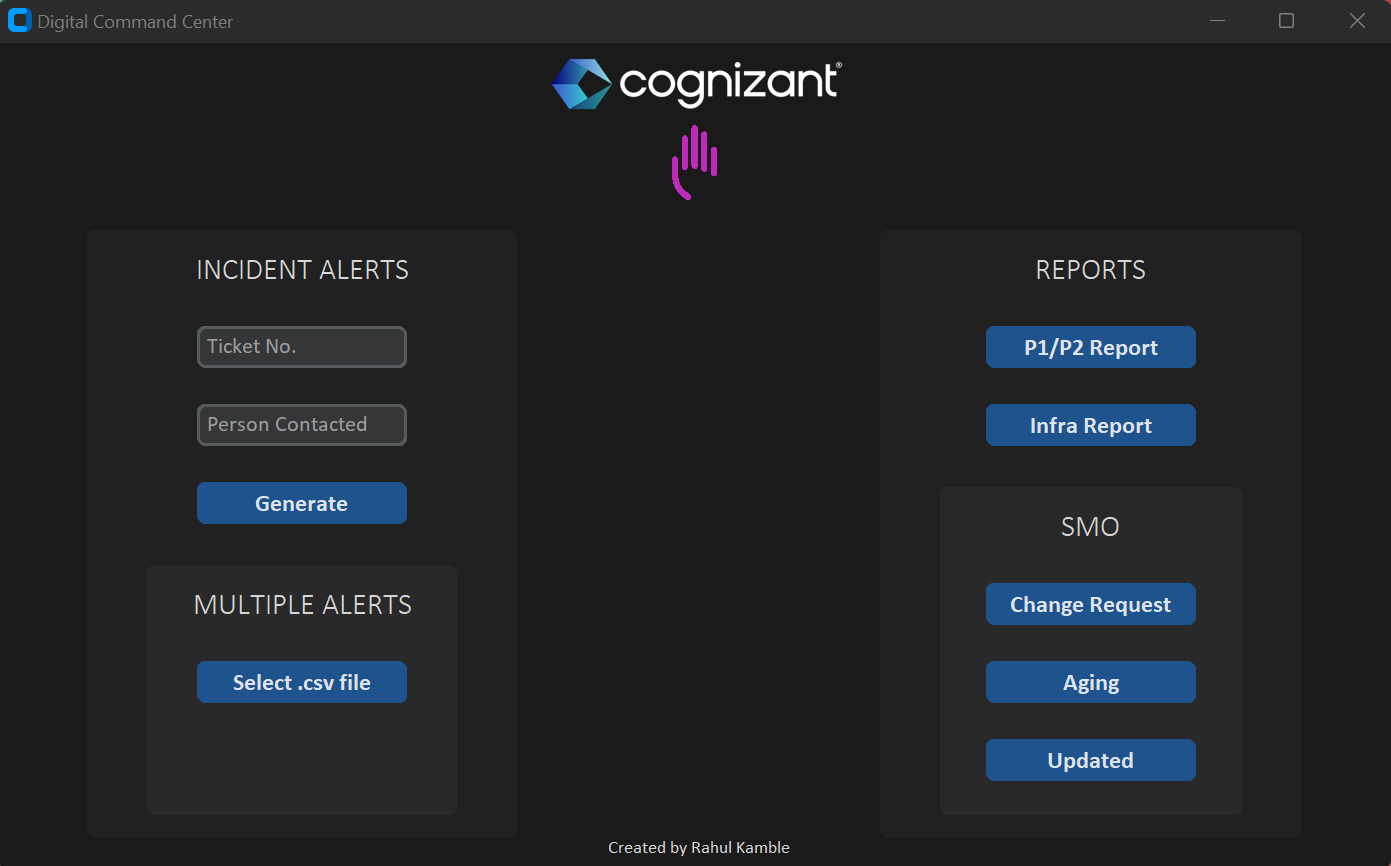 Digital Command Center
cognizant®
INCIDENT ALERTS
Ticket No.
Person Contacted
Generate
MULTIPLE ALERTS
Select .csv file
REPORTS
P1/P2 Report
Infra Report
SMO
Change Request
Aging
Updated
Created by Rahul Kamble